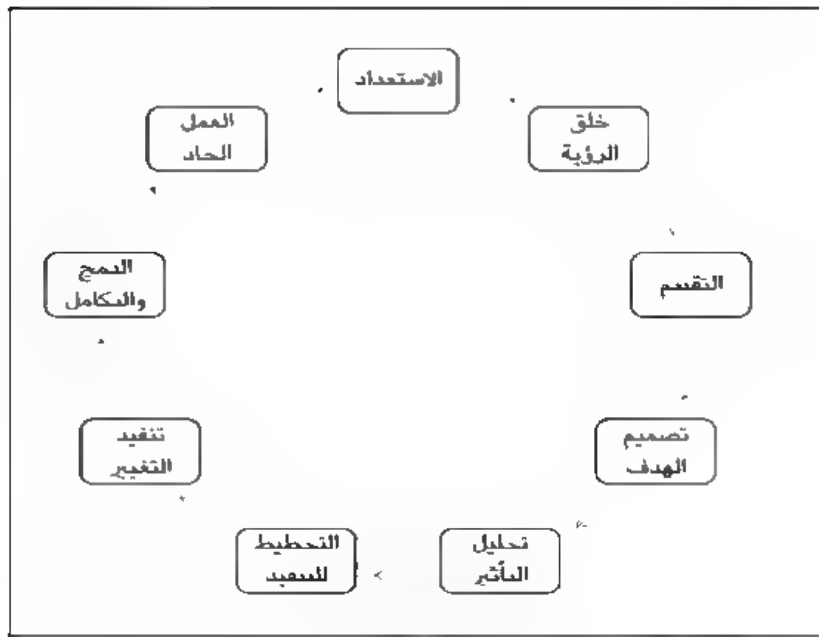 الاستعداد
خلق
الرؤية
التقسيم
تصميم
الهدف
تحليل
التأثير
التخطيط
للتنفيذ
تنفيذ
التغيير
الدمج
والتكامل
العمل
الجاد